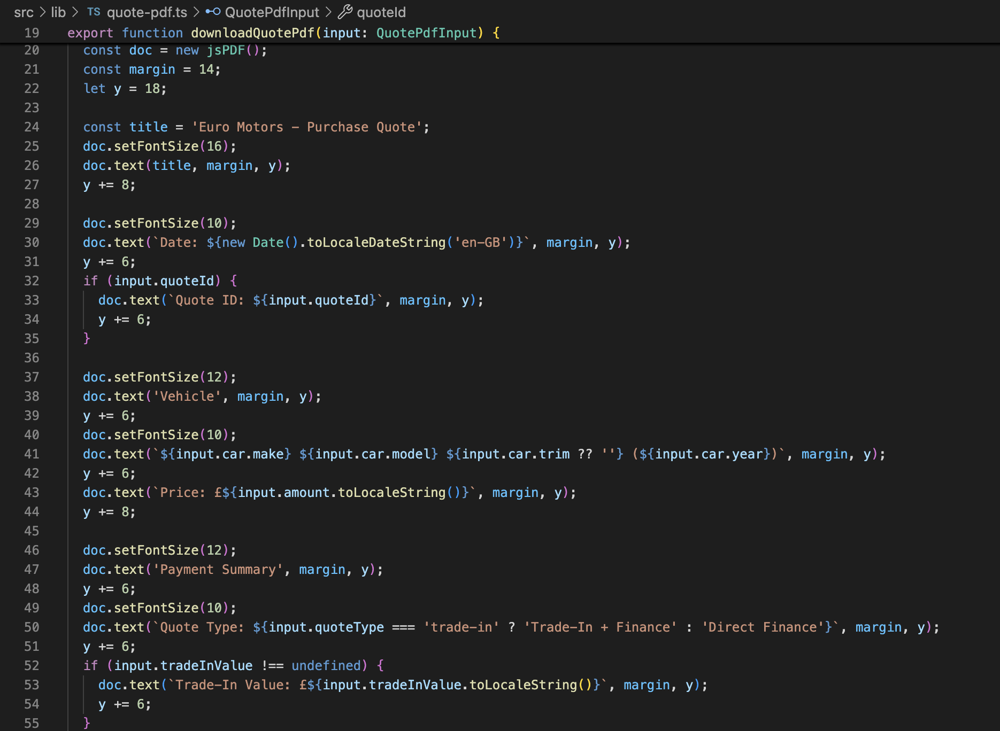 src > lib > TS quote-pdf.ts > QuotePdfInput > quoteId
19 export function downloadQuotePdf(input: QuotePdfInput) {
20 const doc = new jsPDF();
21 const margin = 14;
22 let y = 18;
23
24 const title = 'Euro Motors - Purchase Quote';
25 doc.setFontSize(16);
26 doc.text(title, margin, y);
27 y += 8;
28
29 doc.setFontSize(10);
30 doc.text(`Date: ${new Date().toLocaleDateString('en-GB')}`, margin, y);
31 y += 6;
32 if (input.quoteId) {
33 doc.text(`Quote ID: ${input.quoteId}`, margin, y);
34 y += 6;
35 }
36
37 doc.setFontSize(12);
38 doc.text('Vehicle', margin, y);
39 y += 6;
40 doc.setFontSize(10);
41 doc.text(`${input.car.make} ${input.car.model} ${input.car.trim ?? ''} (${input.car.year})`, margin, y);
42 y += 6;
43 doc.text(`Price: £${input.amount.toLocaleString()}`, margin, y);
44 y += 8;
45
46 doc.setFontSize(12);
47 doc.text('Payment Summary', margin, y);
48 y += 6;
49 doc.setFontSize(10);
50 doc.text(`Quote Type: ${input.quoteType === 'trade-in' ? 'Trade-In + Finance' : 'Direct Finance'}`, margin, y);
51 y += 6;
52 if (input.tradeInValue !== undefined) {
53 doc.text(`Trade-In Value: £${input.tradeInValue.toLocaleString()}`, margin, y);
54 y += 6;
55 }